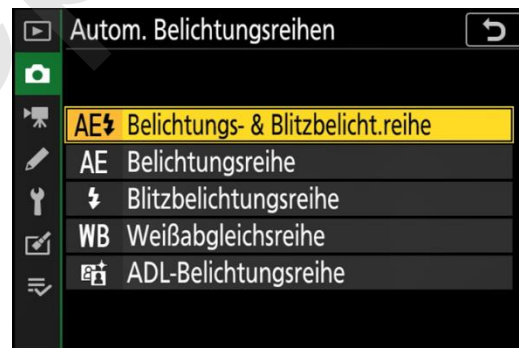 Autom. Belichtungsreihen
AE Belichtungs- & Blitzbelicht.reihe
AE Belichtungsreihe
Blitzbelichtungsreihe
WB Weißabgleichsreihe
ADL-Belichtungsreihe